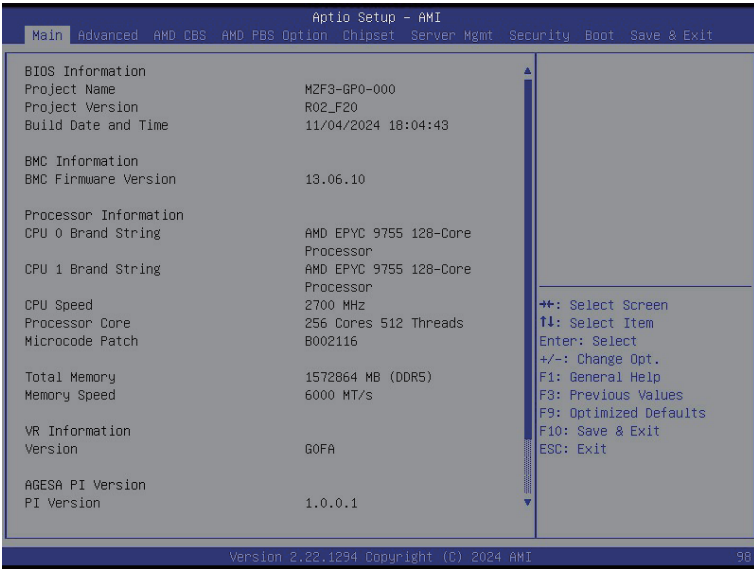 Aptio Setup - AMI
Main Advanced AMD CBS AMD PBS Option Chipset Server Mgmt Security Boot Save & Exit
BIOS Information
Project Name MZF3-GP0-000
Project Version R02_F20
Build Date and Time 11/04/2024 18:04:43
BMC Information
BMC Firmware Version 13.06.10
Processor Information
CPU 0 Brand String AMD EPYC 9755 128-Core
Processor
CPU 1 Brand String AMD EPYC 9755 128-Core
Processor
CPU Speed 2700 MHz
Processor Core 256 Cores 512 Threads
Microcode Patch B002116
Total Memory 1572864 MB (DDR5)
Memory Speed 6000 MT/s
VR Information
Version G0FA
AGESA PI Version
PI Version 1.0.0.1
→←: Select Screen
↑↓: Select Item
Enter: Select
+/-: Change Opt.
F1: General Help
F3: Previous Values
F9: Optimized Defaults
F10: Save & Exit
ESC: Exit
Version 2.22.1294 Copyright (C) 2024 AMI
98